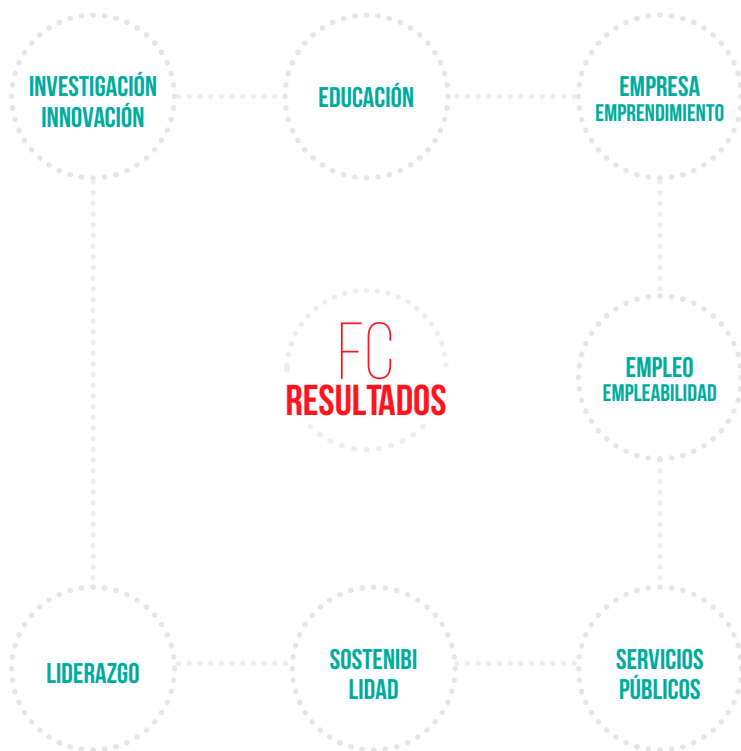 INVESTIGACIÓN
INNOVACIÓN
EDUCACIÓN
EMPRESA
EMPRENDIMIENTO
FC
RESULTADOS
EMPLEO
EMPLEABILIDAD
LIDERAZGO
SOSTENIBI
LIDAD
SERVICIOS
PÚBLICOS